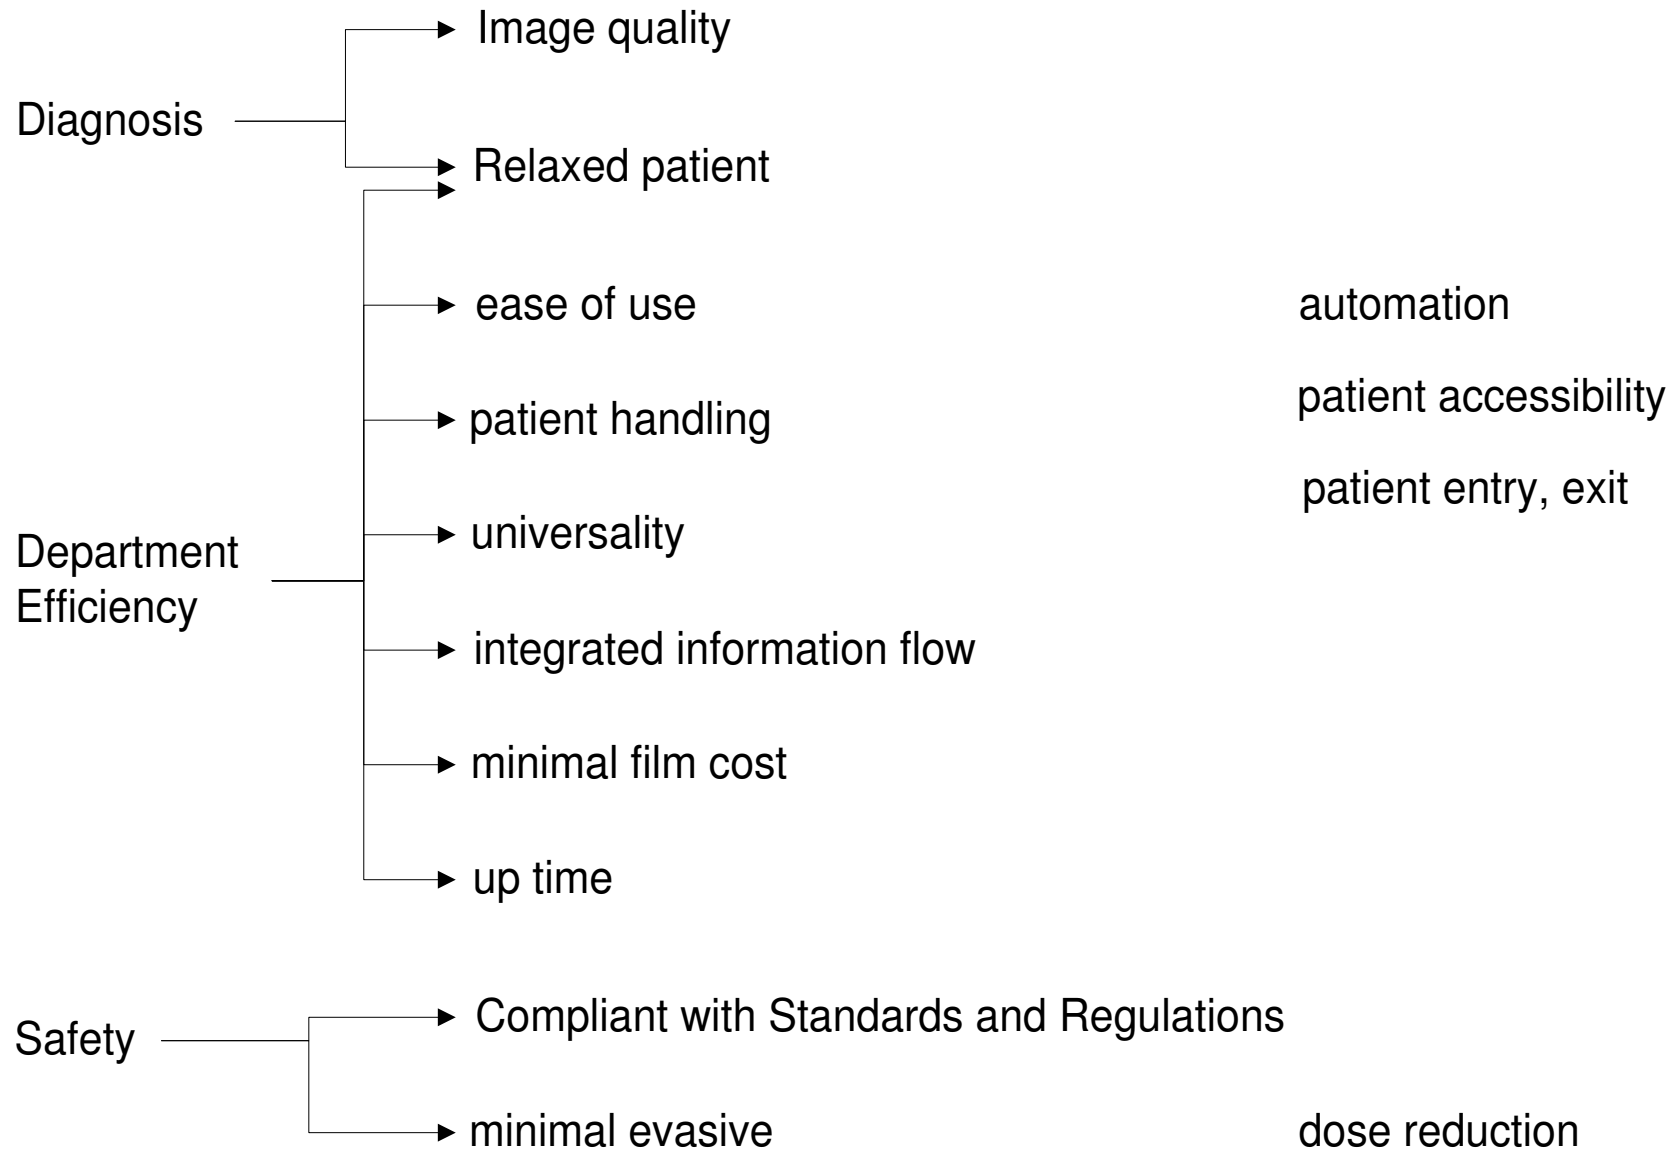 Image quality
Diagnosis
Relaxed patient
ease of use
automation
patient accessibility
patient handling
patient entry, exit
universality
Department
Efficiency
integrated information flow
minimal film cost
up time
Compliant with Standards and Regulations
Safety
minimal evasive
dose reduction